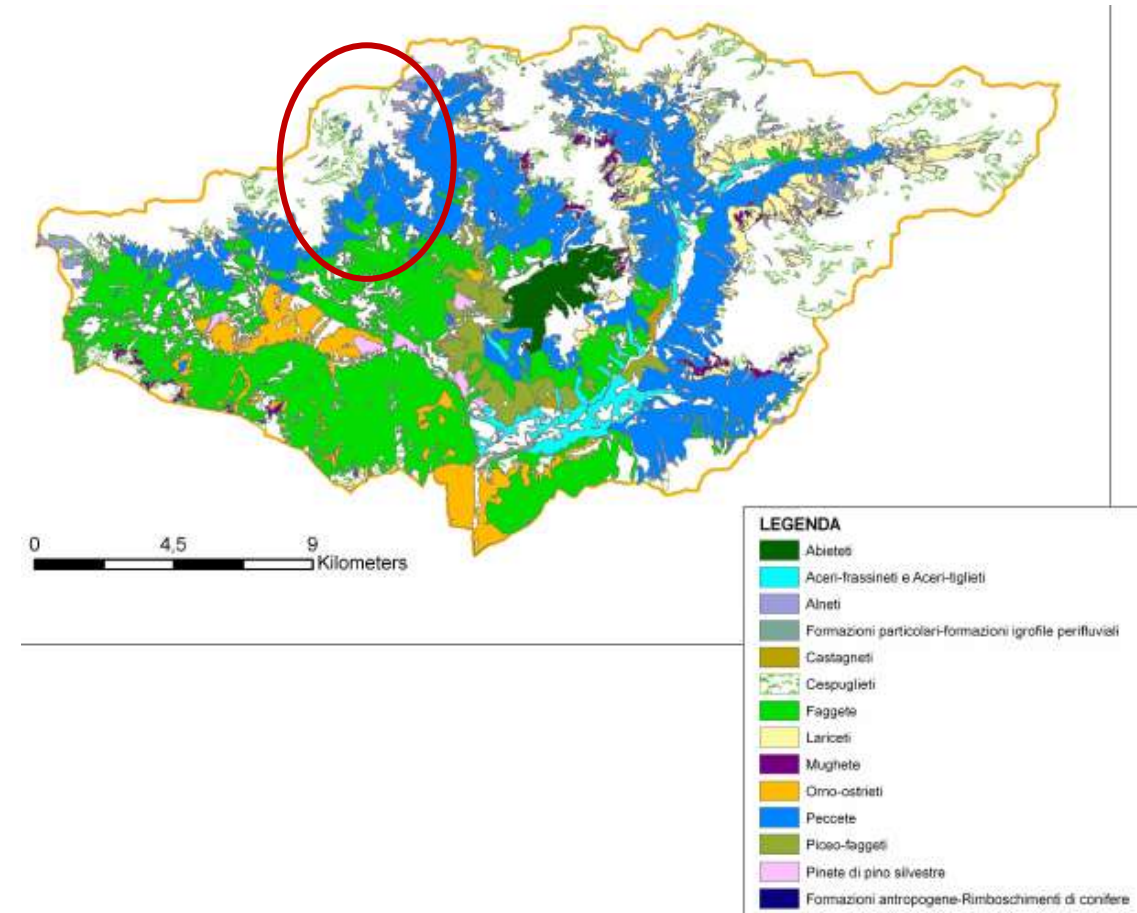 0 4,5 9
Kilometers
LEGENDA
Abieteti
Aceri-frassineti e Aceri-tiglieti
Alneti
Formazioni particolari-formazioni igrofile perifluviali
Castagneti
Cespuglieti
Faggete
Lariceti
Mughete
Orno-ostrieti
Peccete
Piceo-faggeti
Pinete di pino silvestre
Formazioni antropogene-Rimboschimenti di conifere